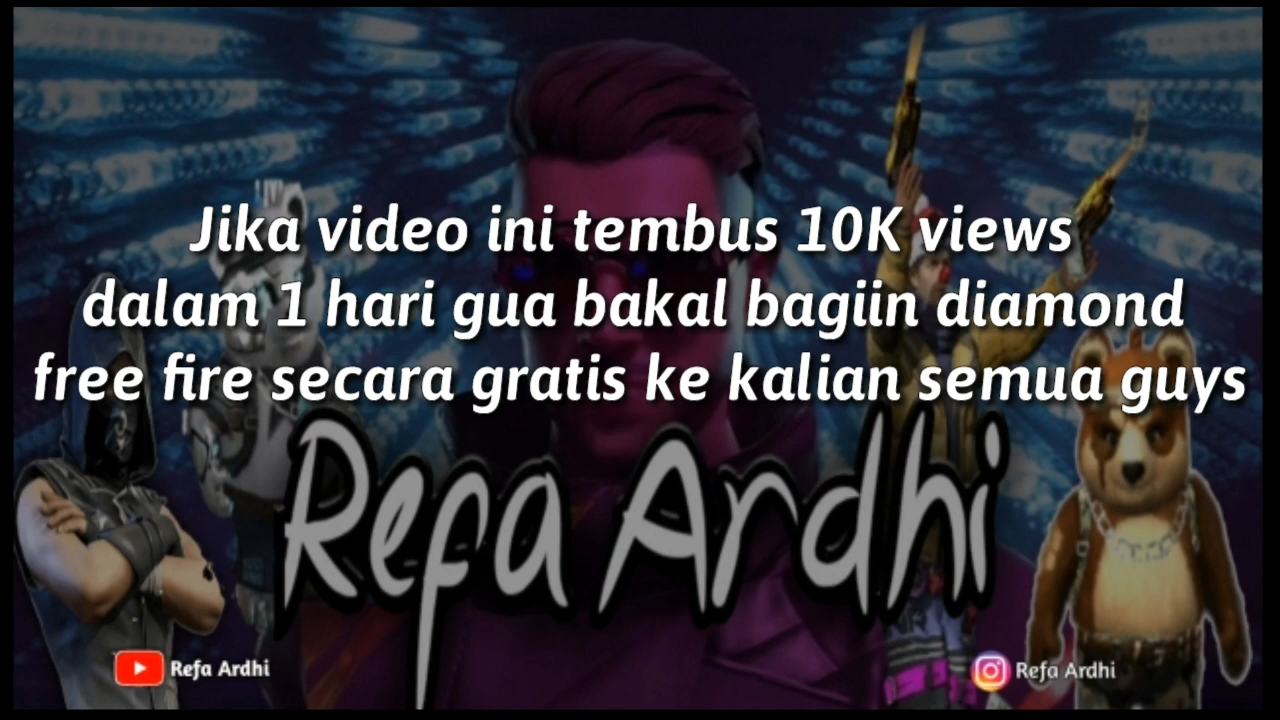 Jika video ini tembus 10K views
dalam 1 hari gua bakal bagiin diamond
free fire secara gratis ke kalian semua guys
Refa Ardhi
Refa Ardhi
Refa Ardhi